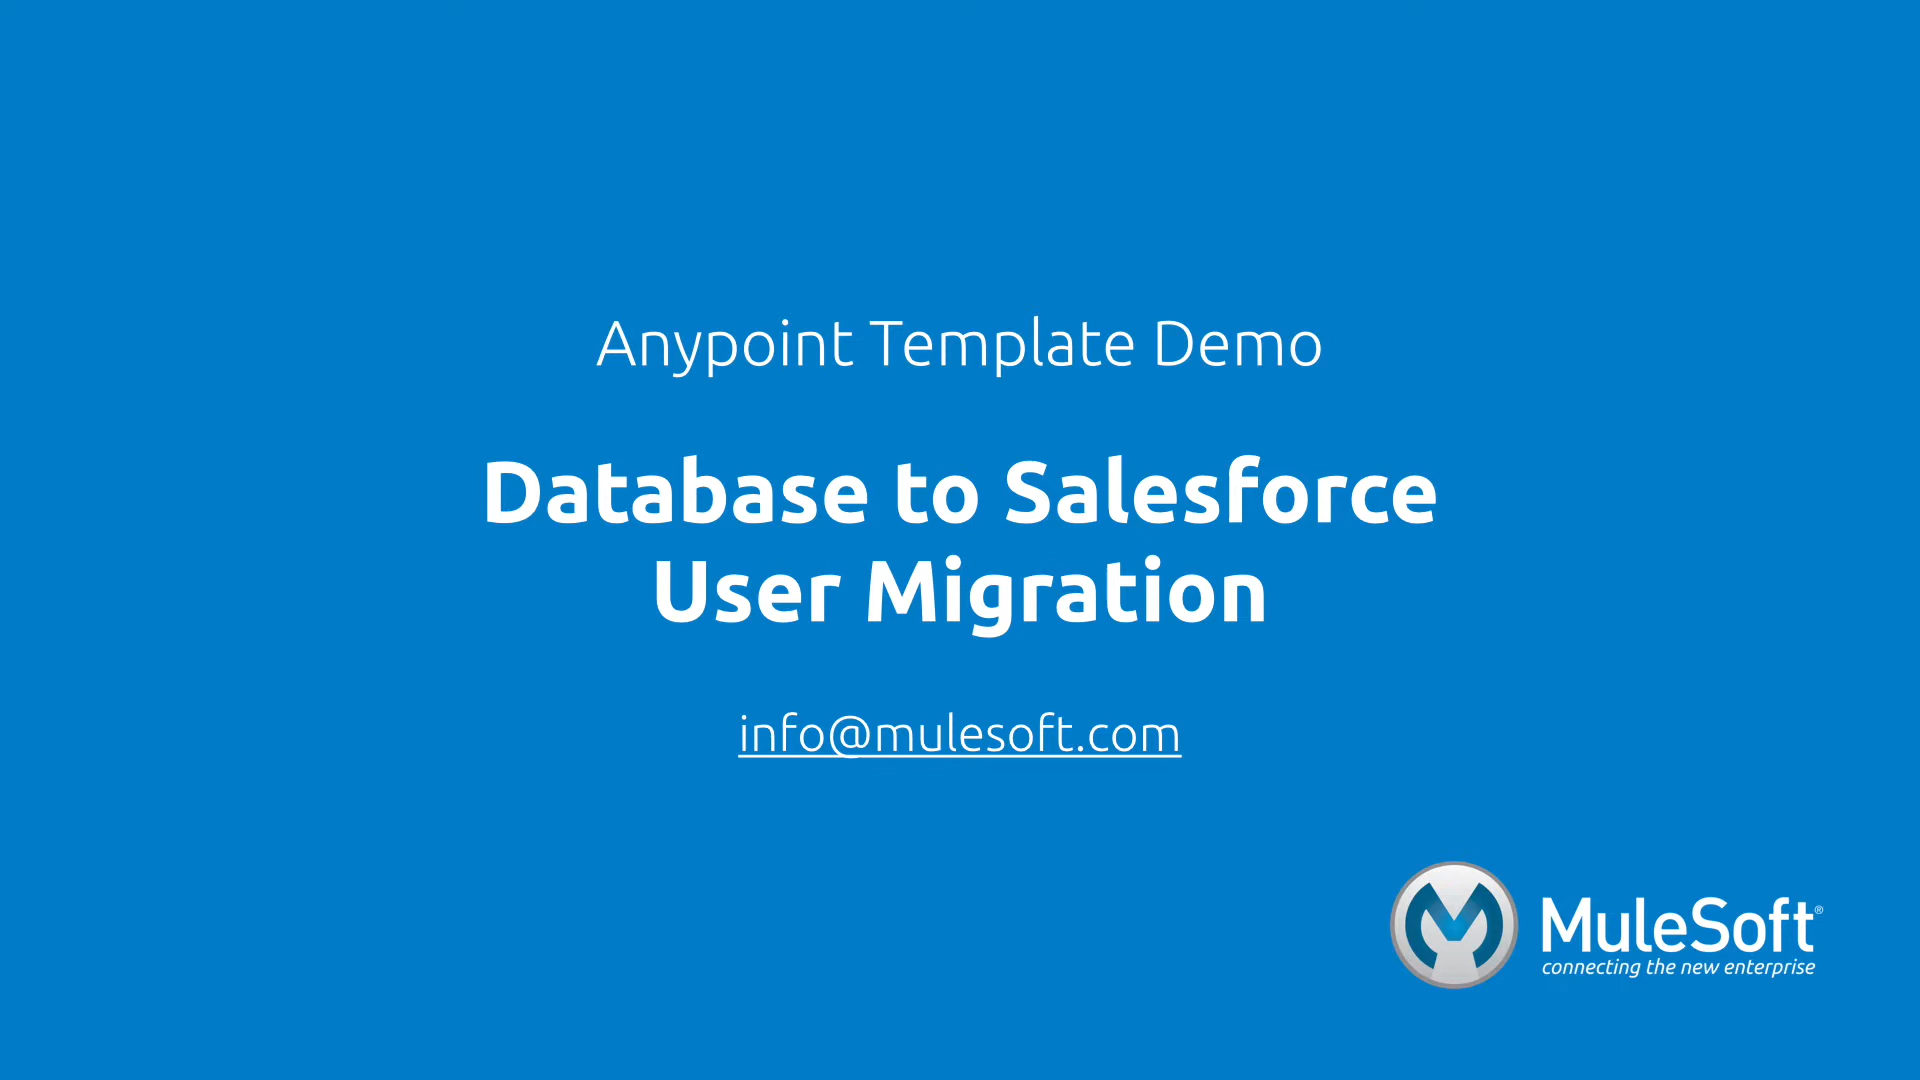 Anypoint Template Demo
Database to Salesforce
User Migration
info@mulesoft.com
MuleSoft®
connecting the new enterprise